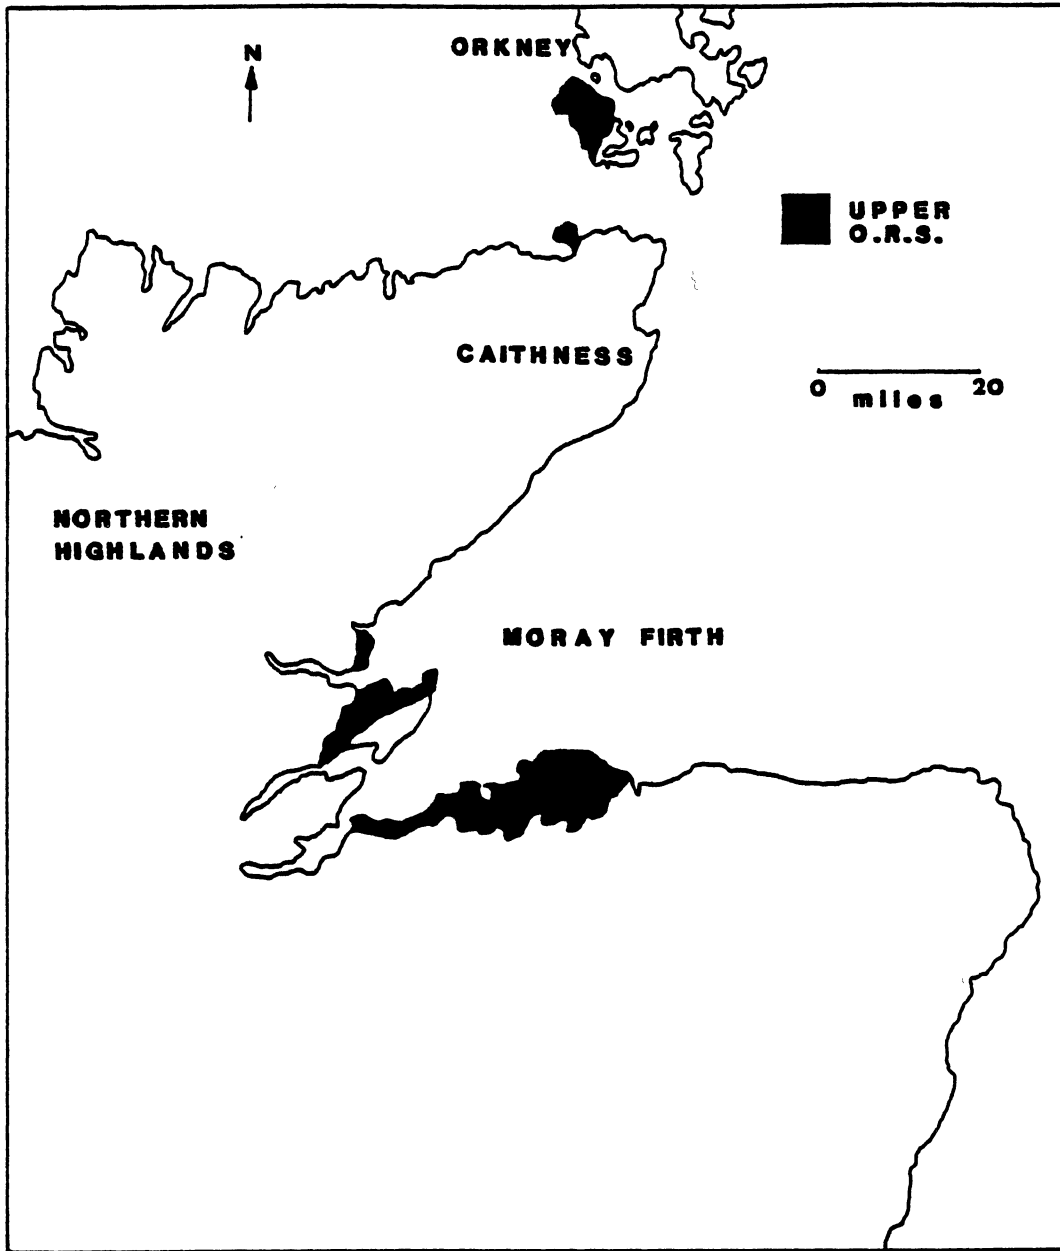 ORKNEY
N
UPPER
O.R.S.
CAITHNESS
0 20
miles
NORTHERN
HIGHLANDS
MORAY FIRTH